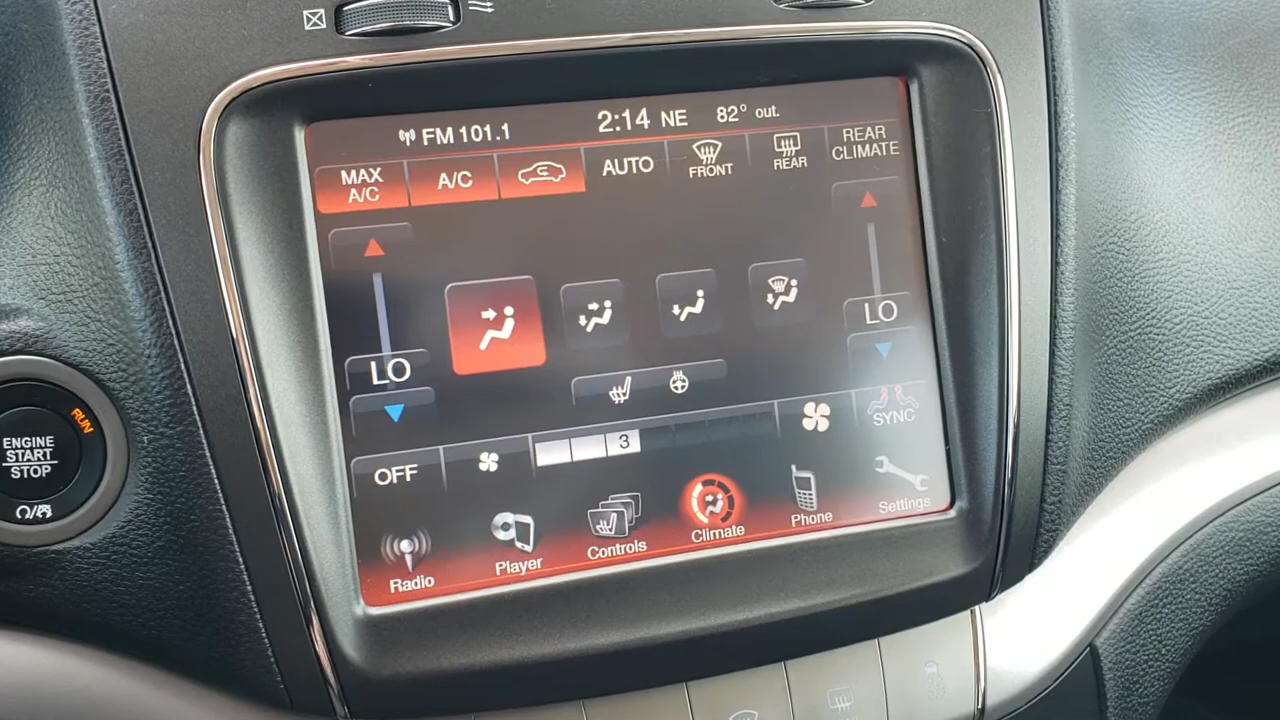 FM 101.1 2:14 NE 82° out.
MAX
A/C
A/C
AUTO
FRONT
REAR
REAR
CLIMATE
LO
LO
SYNC
OFF
3
Radio
Player
Controls
Climate
Phone
Settings
RUN
ENGINE
START
STOP